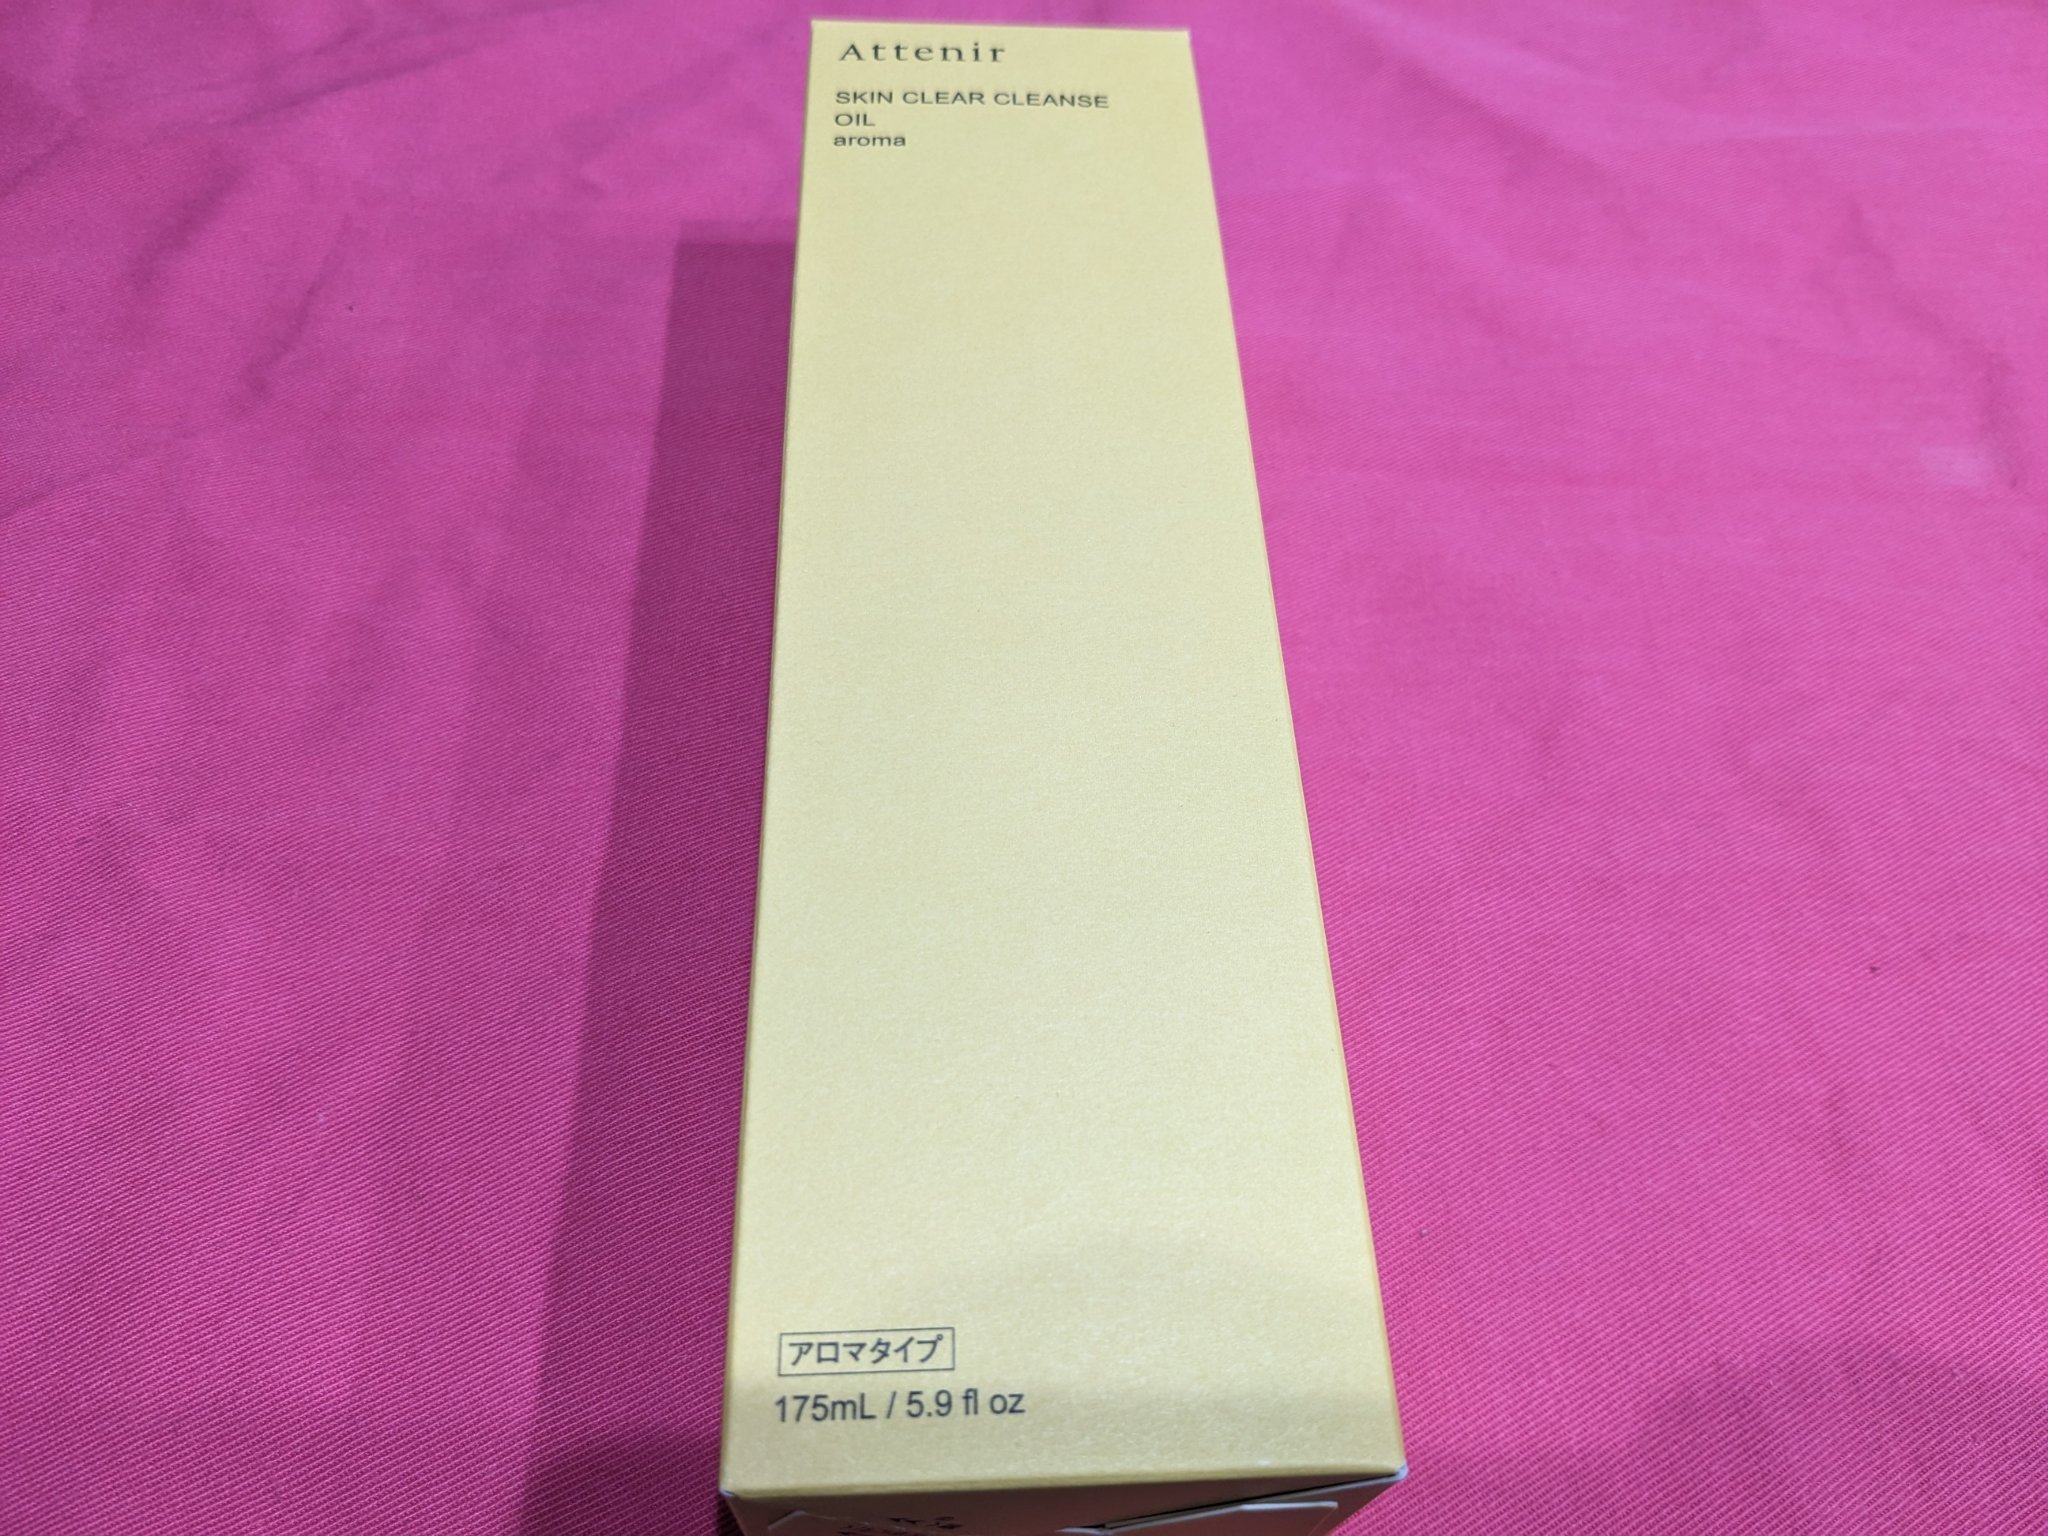 Attenir
SKIN CLEAR CLEANSE
OIL
aroma
アロマタイプ
175mL / 5.9 fl oz